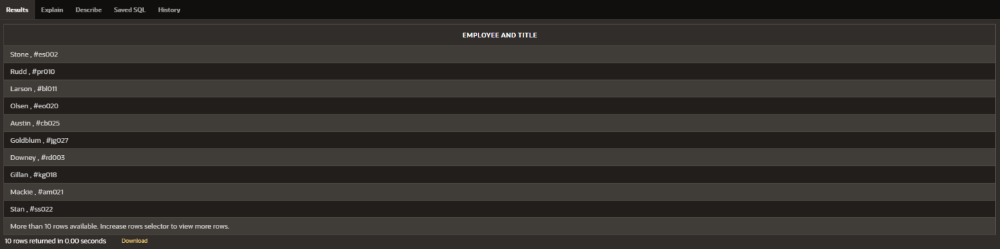 Results Explain Describe Saved SQL History
EMPLOYEE AND TITLE
Stone , #es002
Rudd , #pr010
Larson , #bl011
Olsen , #eo020
Austin , #cb025
Goldblum , #jg027
Downey , #rd003
Gillan , #kg018
Mackie , #am021
Stan , #ss022
More than 10 rows available. Increase rows selector to view more rows.
10 rows returned in 0.00 seconds Download